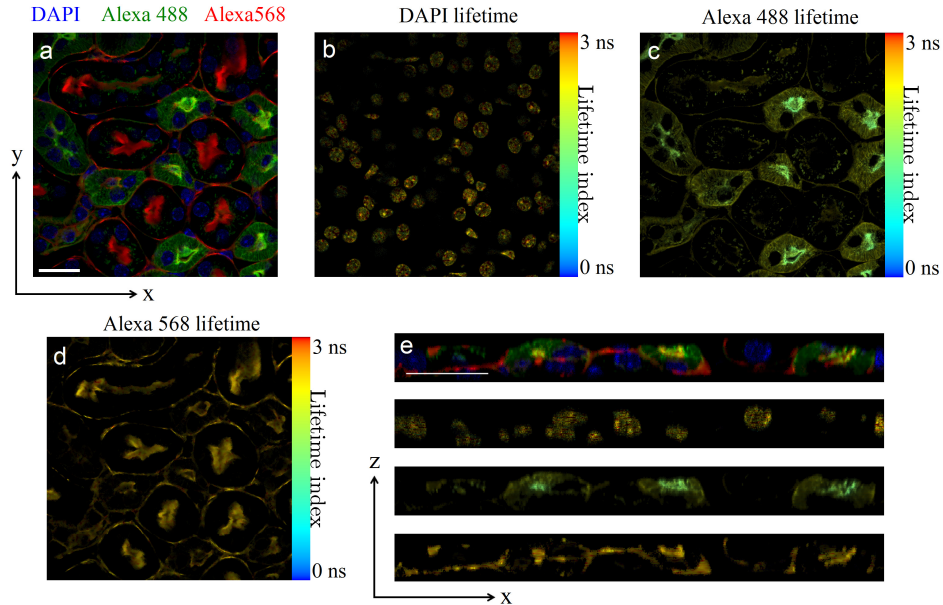 DAPI Alexa 488 Alexa568
a
y
x
DAPI lifetime
b
3 ns
Lifetime index
0 ns
Alexa 488 lifetime
c
3 ns
Lifetime index
0 ns
Alexa 568 lifetime
d
3 ns
Lifetime index
0 ns
e
z
x